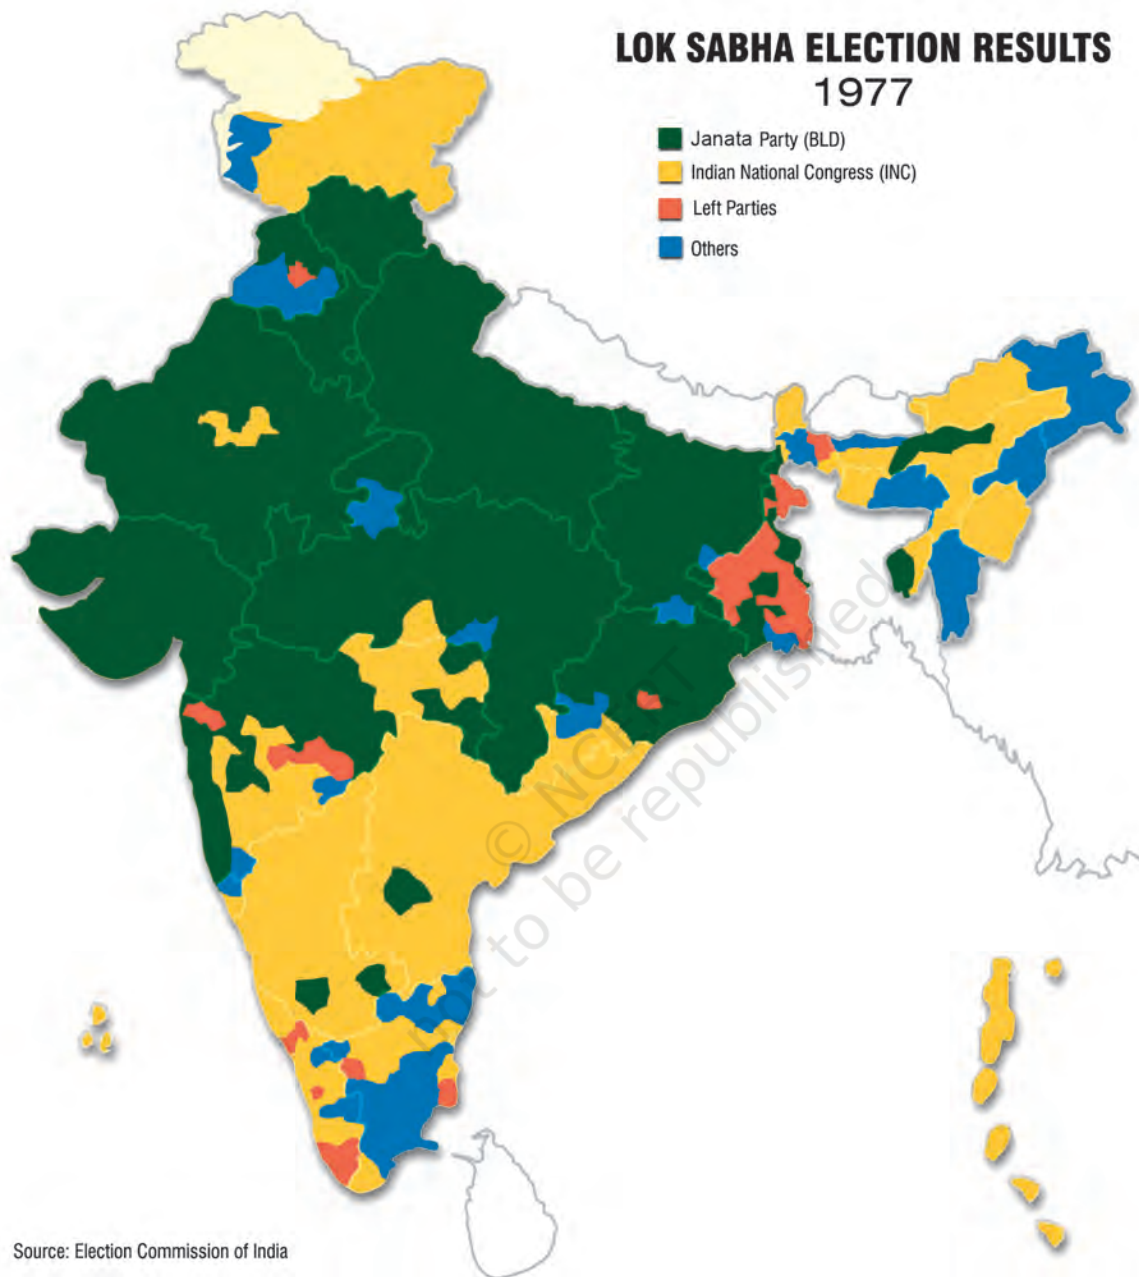 LOK SABHA ELECTION RESULTS
1977
Janata Party (BLD)
Indian National Congress (INC)
Left Parties
Others
© NCERT
not to be republished
Source: Election Commission of India